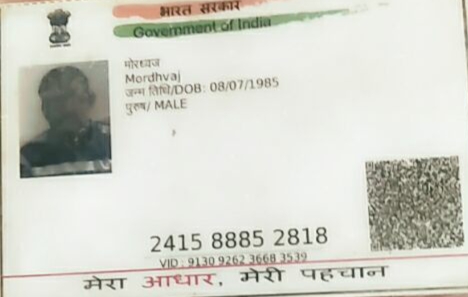 भारत सरकार
Government of India
मोरध्वज
Mordhvaj
जन्म तिथि/DOB: 08/07/1985
पुरुष/ MALE
2415 8885 2818
VID : 9130 9262 3668 3539
मेरा आधार, मेरी पहचान